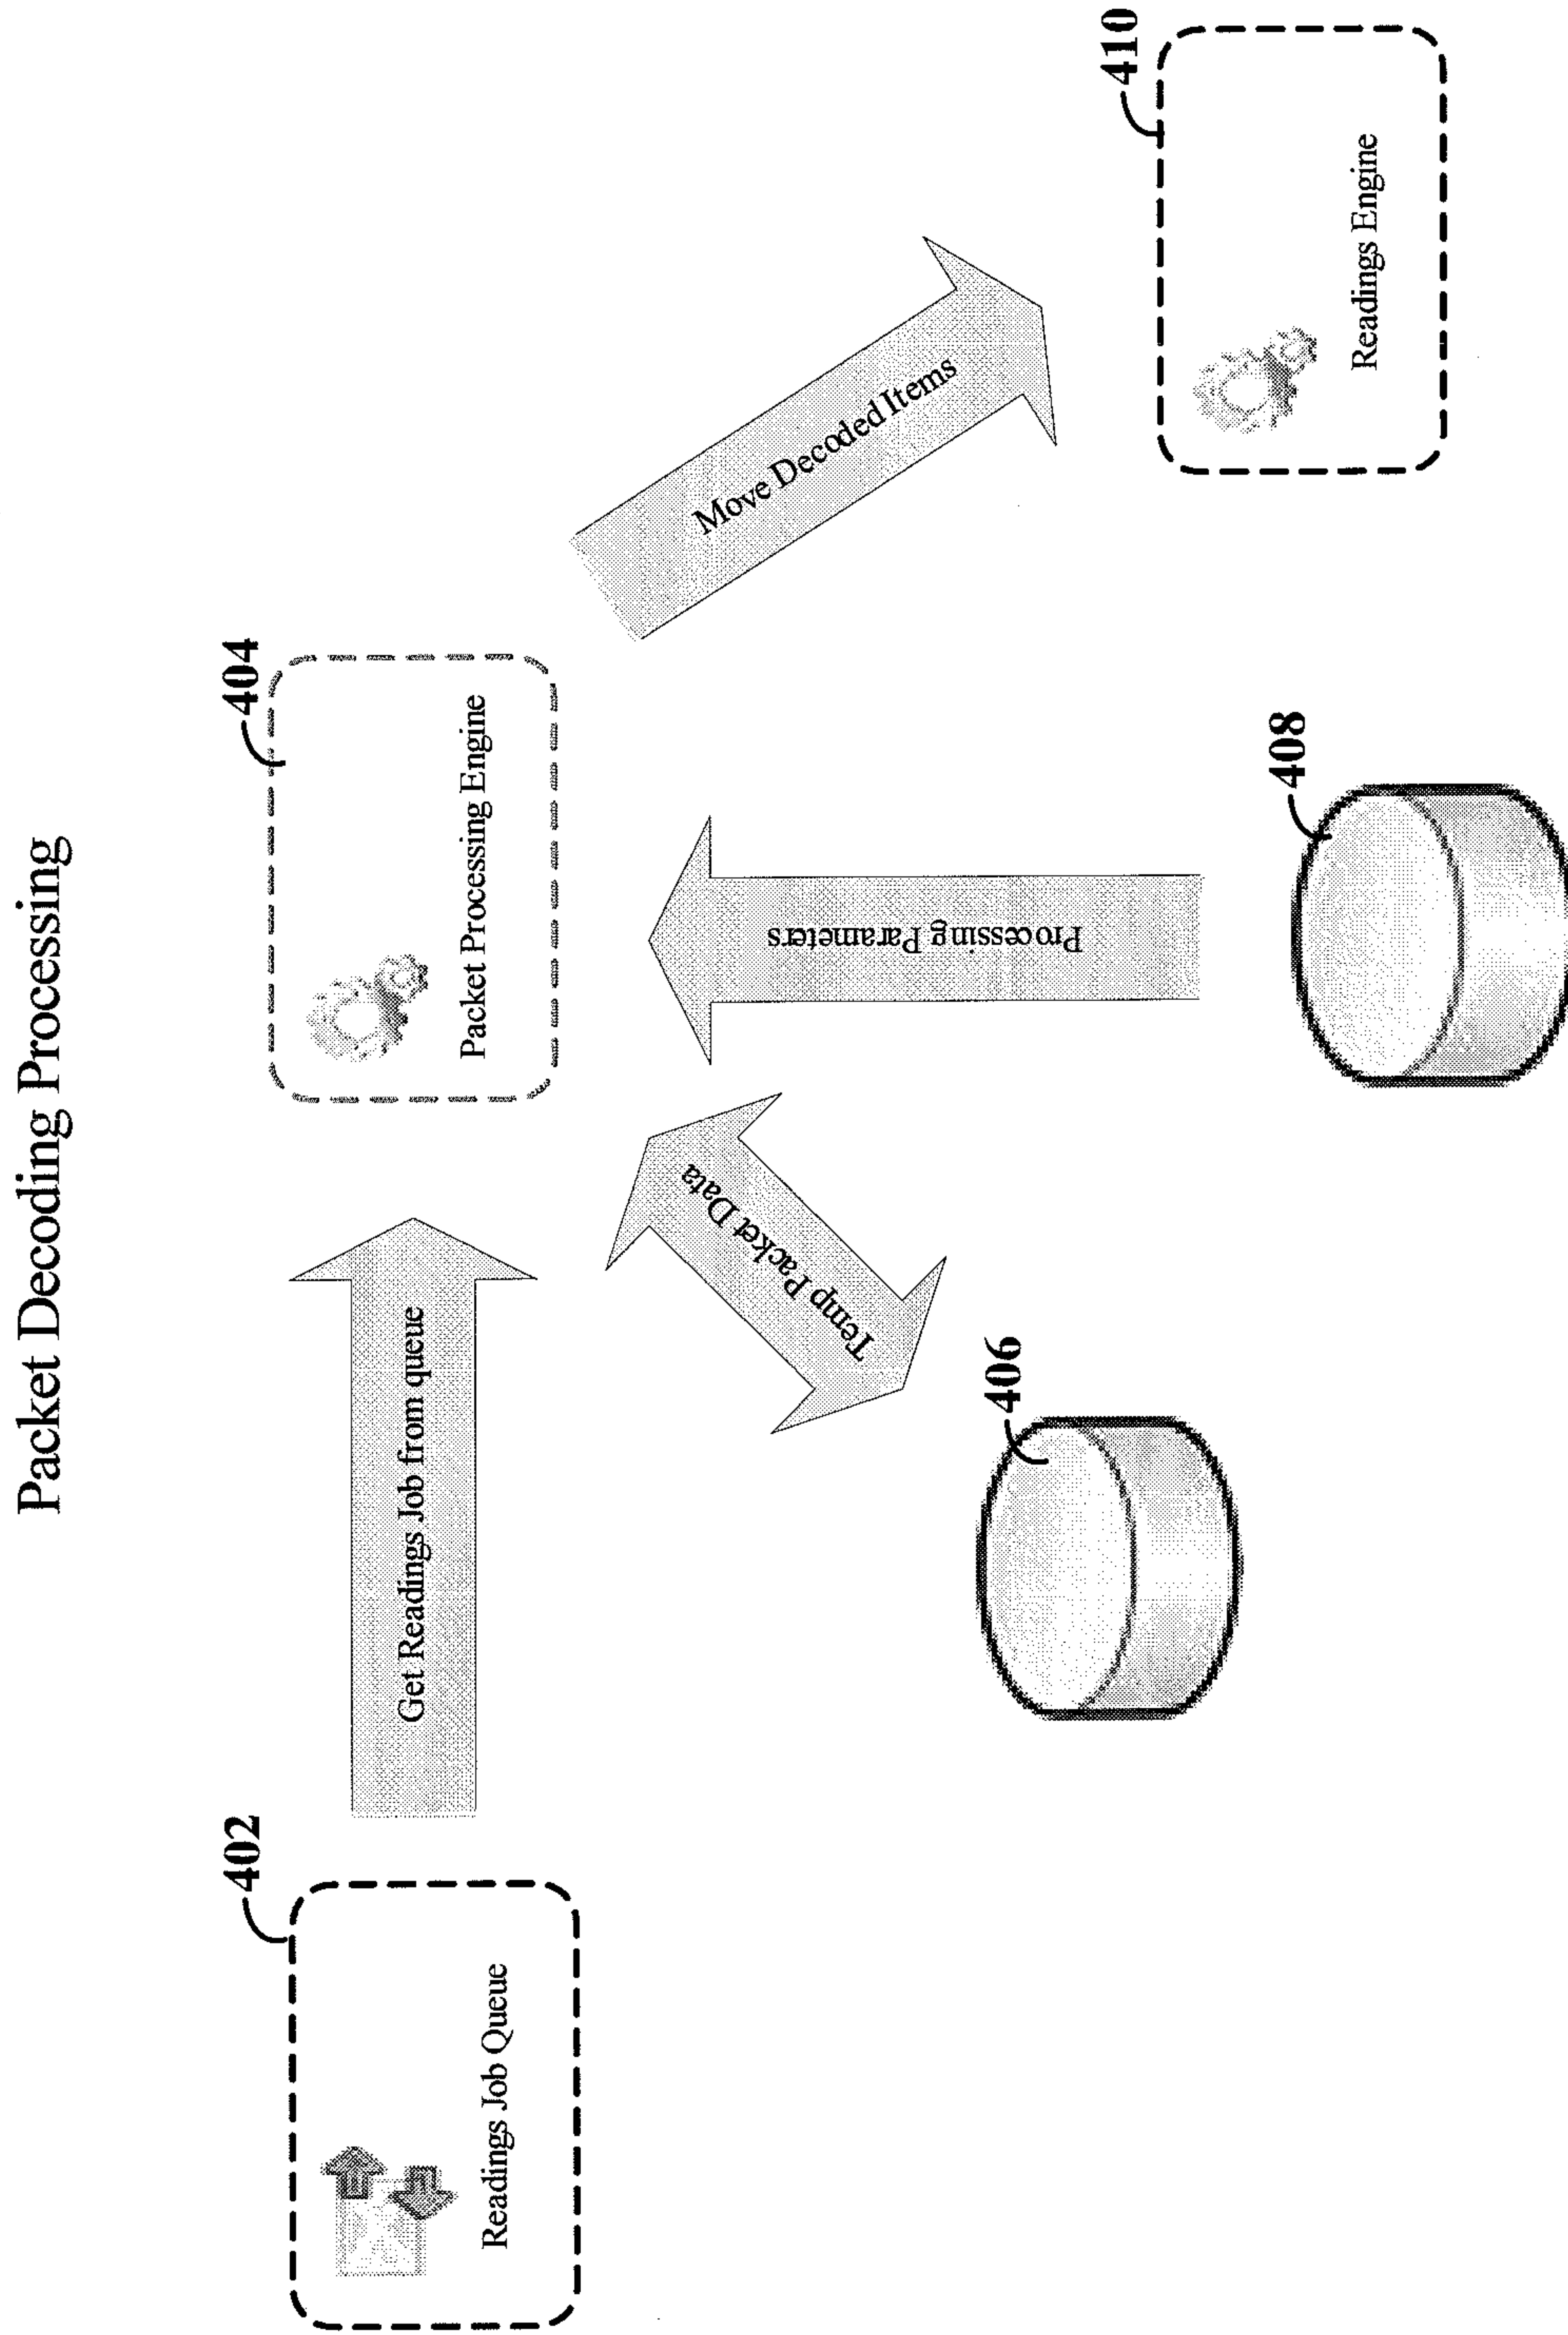 Packet Decoding Processing
402
Readings Job Queue
Get Readings Job from queue
404
Packet Processing Engine
Temp Packet Data
406
Processing Parameters
408
Move Decoded Items
410
Readings Engine